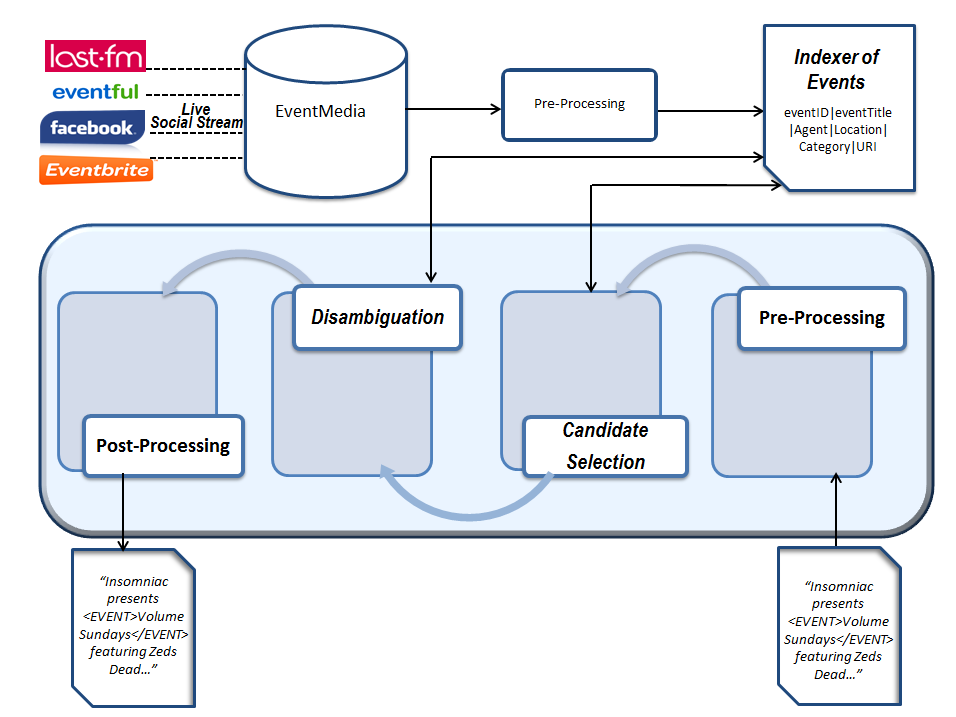 last·fm
eventful
facebook.
Eventbrite
Live
Social Stream
EventMedia
Pre-Processing
Indexer of
Events
eventID|eventTitle
|Agent|Location|
Category|URI
Disambiguation
Pre-Processing
Post-Processing
Candidate
Selection
“Insomniac
presents
<EVENT>Volume
Sundays</EVENT>
featuring Zeds
Dead…”
“Insomniac
presents
<EVENT>Volume
Sundays</EVENT>
featuring Zeds
Dead…”